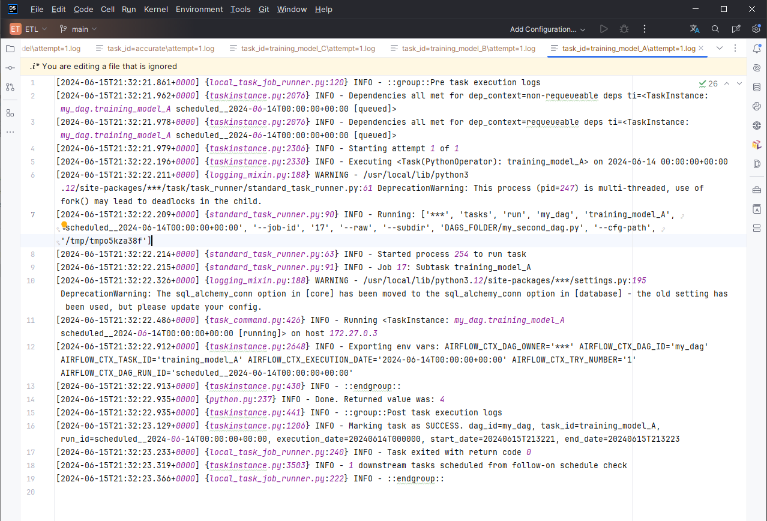 File Edit Code Cell Run Kernel Environment Tools Git Window Help
ET ETL main Add Configuration...
del\attempt=1.log task_id=accurate\attempt=1.log task_id=training_model_C\attempt=1.log task_id=training_model_B\attempt=1.log task_id=training_model_A\attempt=1.log
.i* You are editing a file that is ignored
26
1 [2024-06-15T21:32:21.861+0000] {local_task_job_runner.py:120} INFO - ::group::Pre task execution logs
2 [2024-06-15T21:32:21.962+0000] {taskinstance.py:2076} INFO - Dependencies all met for dep_context=non-requeueable deps ti=<TaskInstance:
my_dag.training_model_A scheduled__2024-06-14T00:00:00+00:00 [queued]>
3 [2024-06-15T21:32:21.978+0000] {taskinstance.py:2076} INFO - Dependencies all met for dep_context=requeueable deps ti=<TaskInstance:
my_dag.training_model_A scheduled__2024-06-14T00:00:00+00:00 [queued]>
4 [2024-06-15T21:32:21.979+0000] {taskinstance.py:2306} INFO - Starting attempt 1 of 1
5 [2024-06-15T21:32:22.196+0000] {taskinstance.py:2330} INFO - Executing <Task(PythonOperator): training_model_A> on 2024-06-14 00:00:00+00:00
6 [2024-06-15T21:32:22.211+0000] {logging_mixin.py:188} WARNING - /usr/local/lib/python3
.12/site-packages/***/task/task_runner/standard_task_runner.py:61 DeprecationWarning: This process (pid=247) is multi-threaded, use of
fork() may lead to deadlocks in the child.
7 [2024-06-15T21:32:22.209+0000] {standard_task_runner.py:90} INFO - Running: ['***', 'tasks', 'run', 'my_dag', 'training_model_A',
'scheduled__2024-06-14T00:00:00+00:00', '--job-id', '17', '--raw', '--subdir', 'DAGS_FOLDER/my_second_dag.py', '--cfg-path',
'/tmp/tmpo5kza38f']
8 [2024-06-15T21:32:22.214+0000] {standard_task_runner.py:63} INFO - Started process 254 to run task
9 [2024-06-15T21:32:22.215+0000] {standard_task_runner.py:91} INFO - Job 17: Subtask training_model_A
10 [2024-06-15T21:32:22.326+0000] {logging_mixin.py:188} WARNING - /usr/local/lib/python3.12/site-packages/***/settings.py:195
DeprecationWarning: The sql_alchemy_conn option in [core] has been moved to the sql_alchemy_conn option in [database] - the old setting has
been used, but please update your config.
11 [2024-06-15T21:32:22.486+0000] {task_command.py:426} INFO - Running <TaskInstance: my_dag.training_model_A
scheduled__2024-06-14T00:00:00+00:00 [running]> on host 172.27.0.3
12 [2024-06-15T21:32:22.912+0000] {taskinstance.py:2648} INFO - Exporting env vars: AIRFLOW_CTX_DAG_OWNER='***' AIRFLOW_CTX_DAG_ID='my_dag'
AIRFLOW_CTX_TASK_ID='training_model_A' AIRFLOW_CTX_EXECUTION_DATE='2024-06-14T00:00:00+00:00' AIRFLOW_CTX_TRY_NUMBER='1'
AIRFLOW_CTX_DAG_RUN_ID='scheduled__2024-06-14T00:00:00+00:00'
13 [2024-06-15T21:32:22.913+0000] {taskinstance.py:430} INFO - ::endgroup::
14 [2024-06-15T21:32:22.935+0000] {python.py:237} INFO - Done. Returned value was: 4
15 [2024-06-15T21:32:22.935+0000] {taskinstance.py:441} INFO - ::group::Post task execution logs
16 [2024-06-15T21:32:23.129+0000] {taskinstance.py:1206} INFO - Marking task as SUCCESS. dag_id=my_dag, task_id=training_model_A,
run_id=scheduled__2024-06-14T00:00:00+00:00, execution_date=20240614T000000, start_date=20240615T213221, end_date=20240615T213223
17 [2024-06-15T21:32:23.233+0000] {local_task_job_runner.py:240} INFO - Task exited with return code 0
18 [2024-06-15T21:32:23.319+0000] {taskinstance.py:3503} INFO - 1 downstream tasks scheduled from follow-on schedule check
19 [2024-06-15T21:32:23.366+0000] {local_task_job_runner.py:222} INFO - ::endgroup::
20